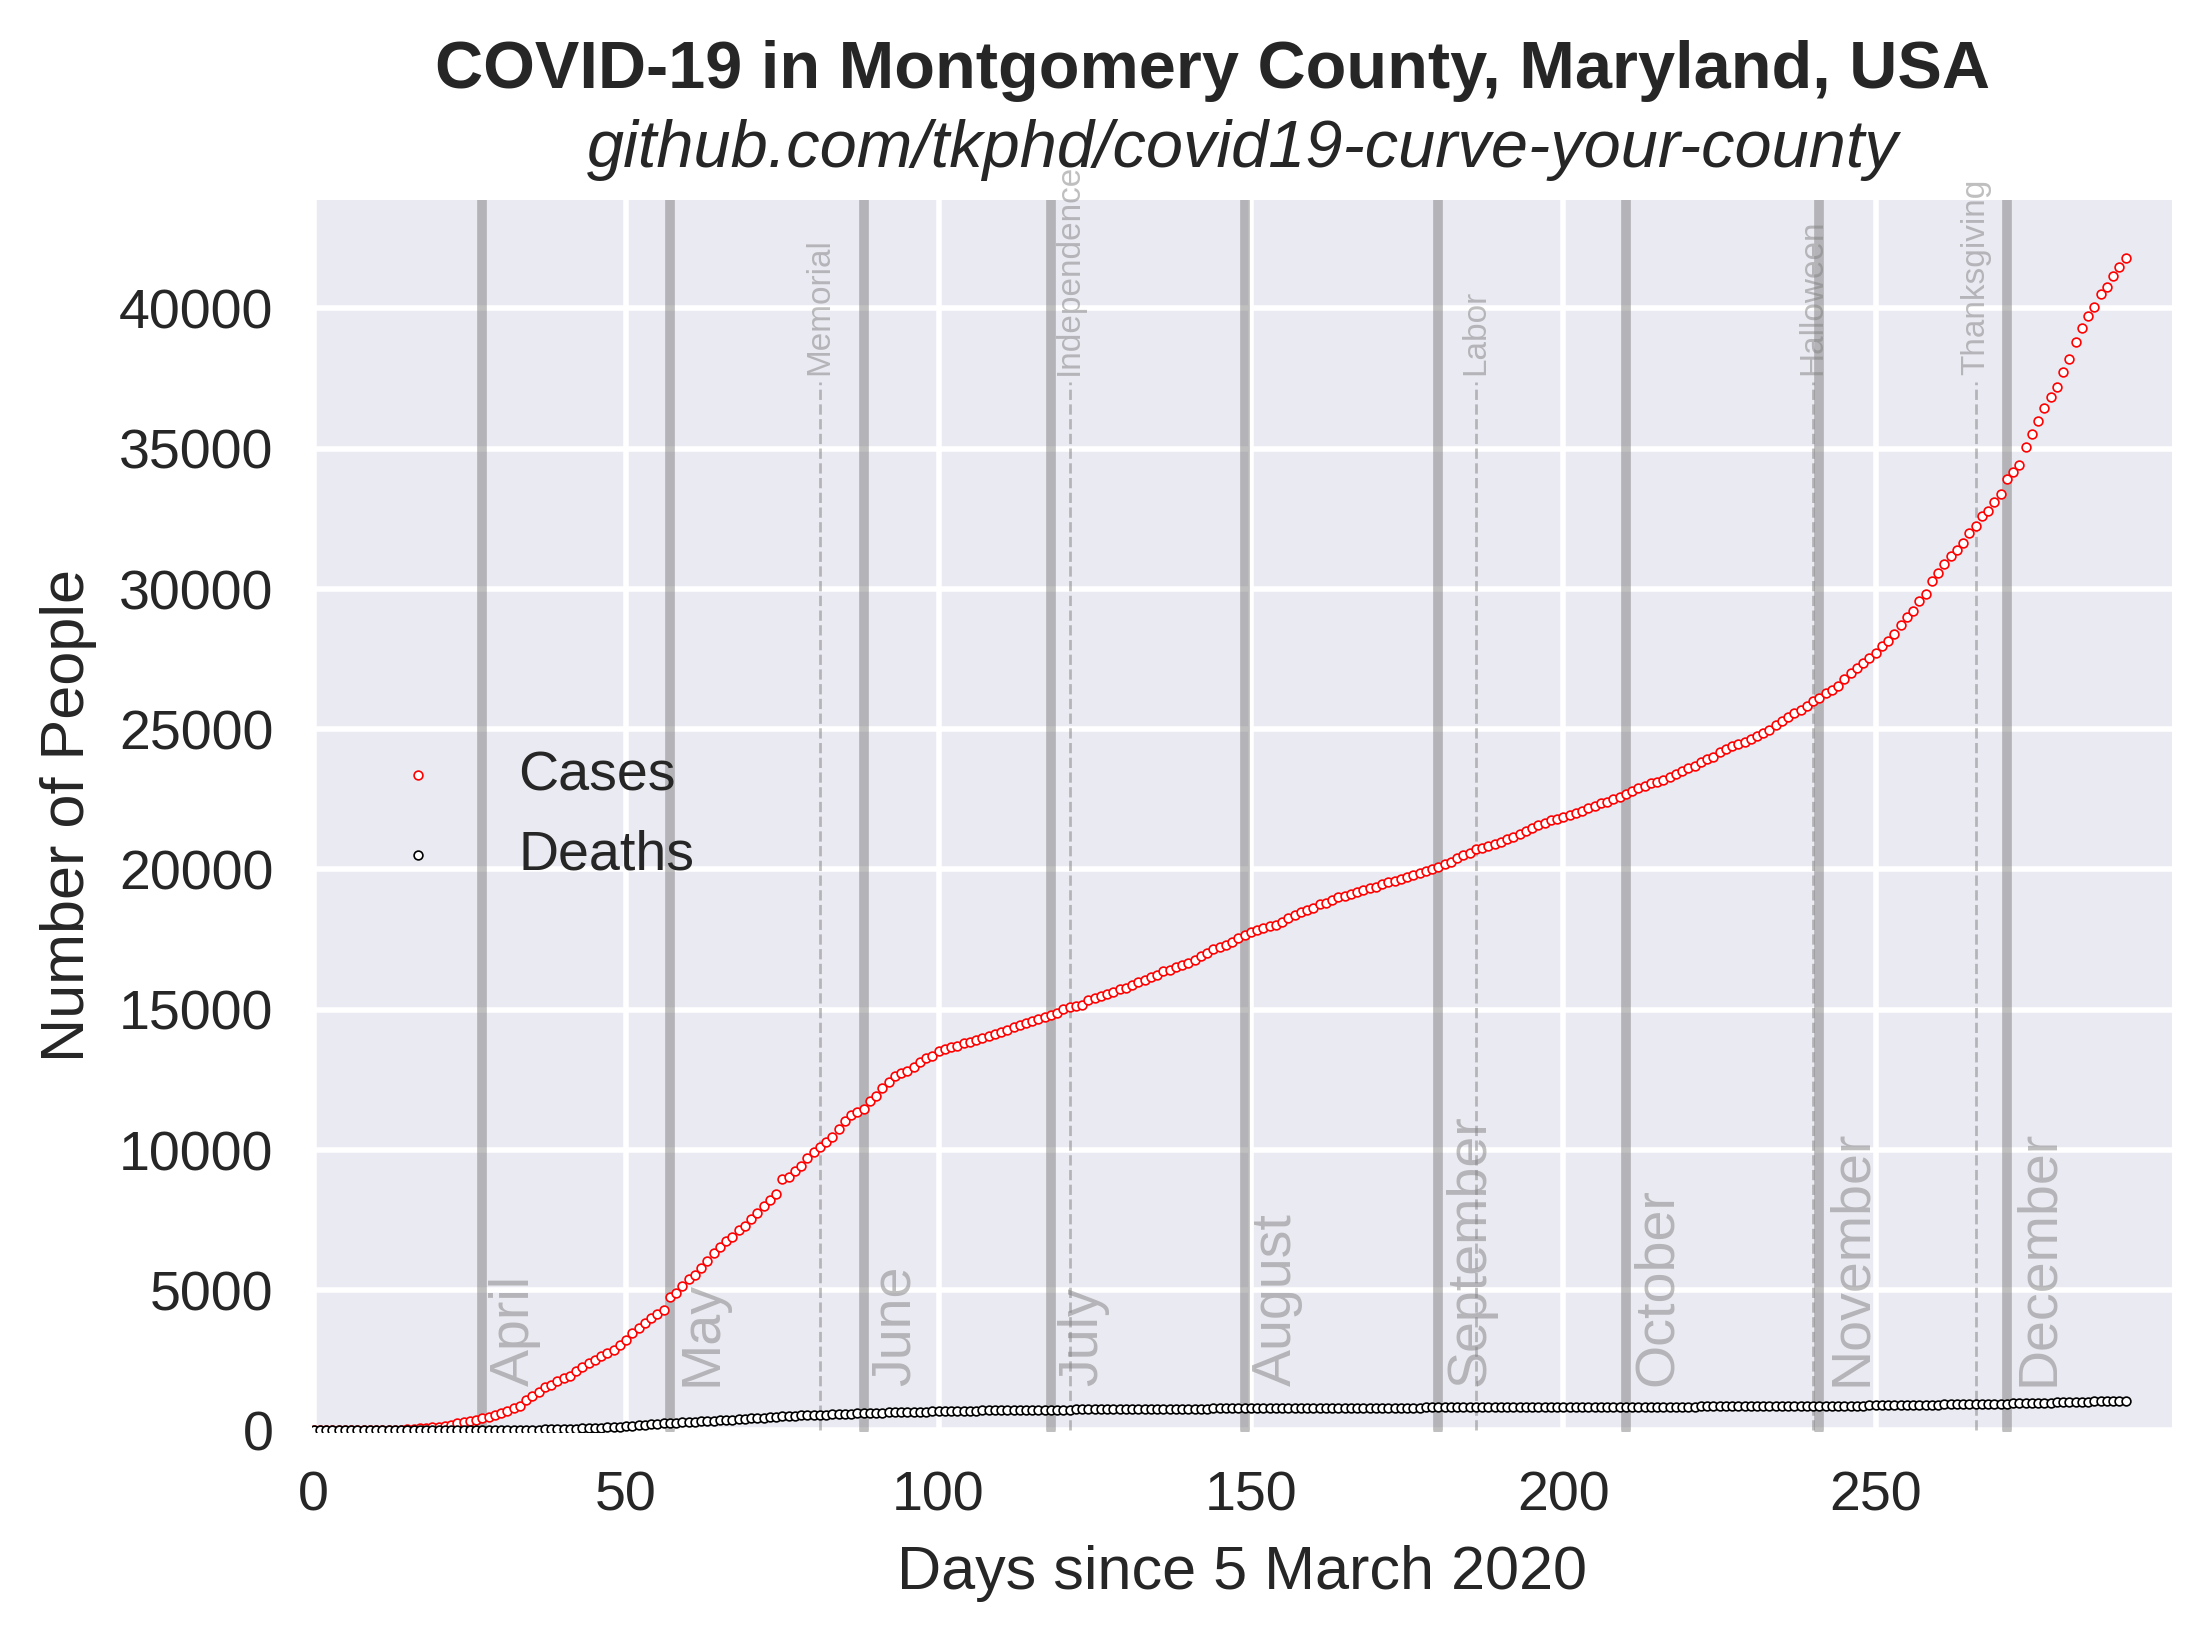 COVID-19 in Montgomery County, Maryland, USA
github.com/tkphd/covid19-curve-your-county
Number of People
40000
35000
30000
25000
20000
15000
10000
5000
0
Memorial
Independence
Labor
Halloween
Thanksgiving
Cases
Deaths
April
May
June
July
August
September
October
November
December
0
50
100
150
200
250
Days since 5 March 2020